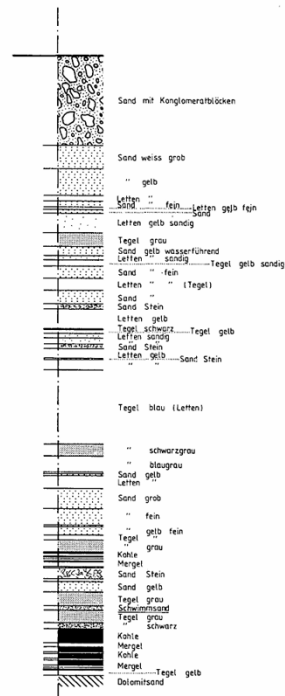 Sand mit Konglomeratblöcken
Sand weiss grob
" gelb
Letten "
Sand " fein Letten gelb fein
Sand
Letten gelb sandig
Tegel grau
Sand gelb wasserführend
Letten " sandig
Tegel gelb sandig
Sand " fein
Letten " " (Tegel)
Sand "
Sand Stein
Letten gelb
Tegel schwarz Tegel gelb
Letten sandig
Sand Stein
Letten gelb Sand Stein
" "
Tegel blau (Letten)
" schwarzgrau
" blaugrau
Sand gelb
Letten "
Sand grob
" fein
" gelb fein
Tegel "
" grau
Kohle
Mergel
Sand Stein
Sand gelb
Tegel grau
Schwimmsand
Tegel grau
" schwarz
Kohle
Mergel
Kohle
Mergel
Tegel gelb
Dolomitsand